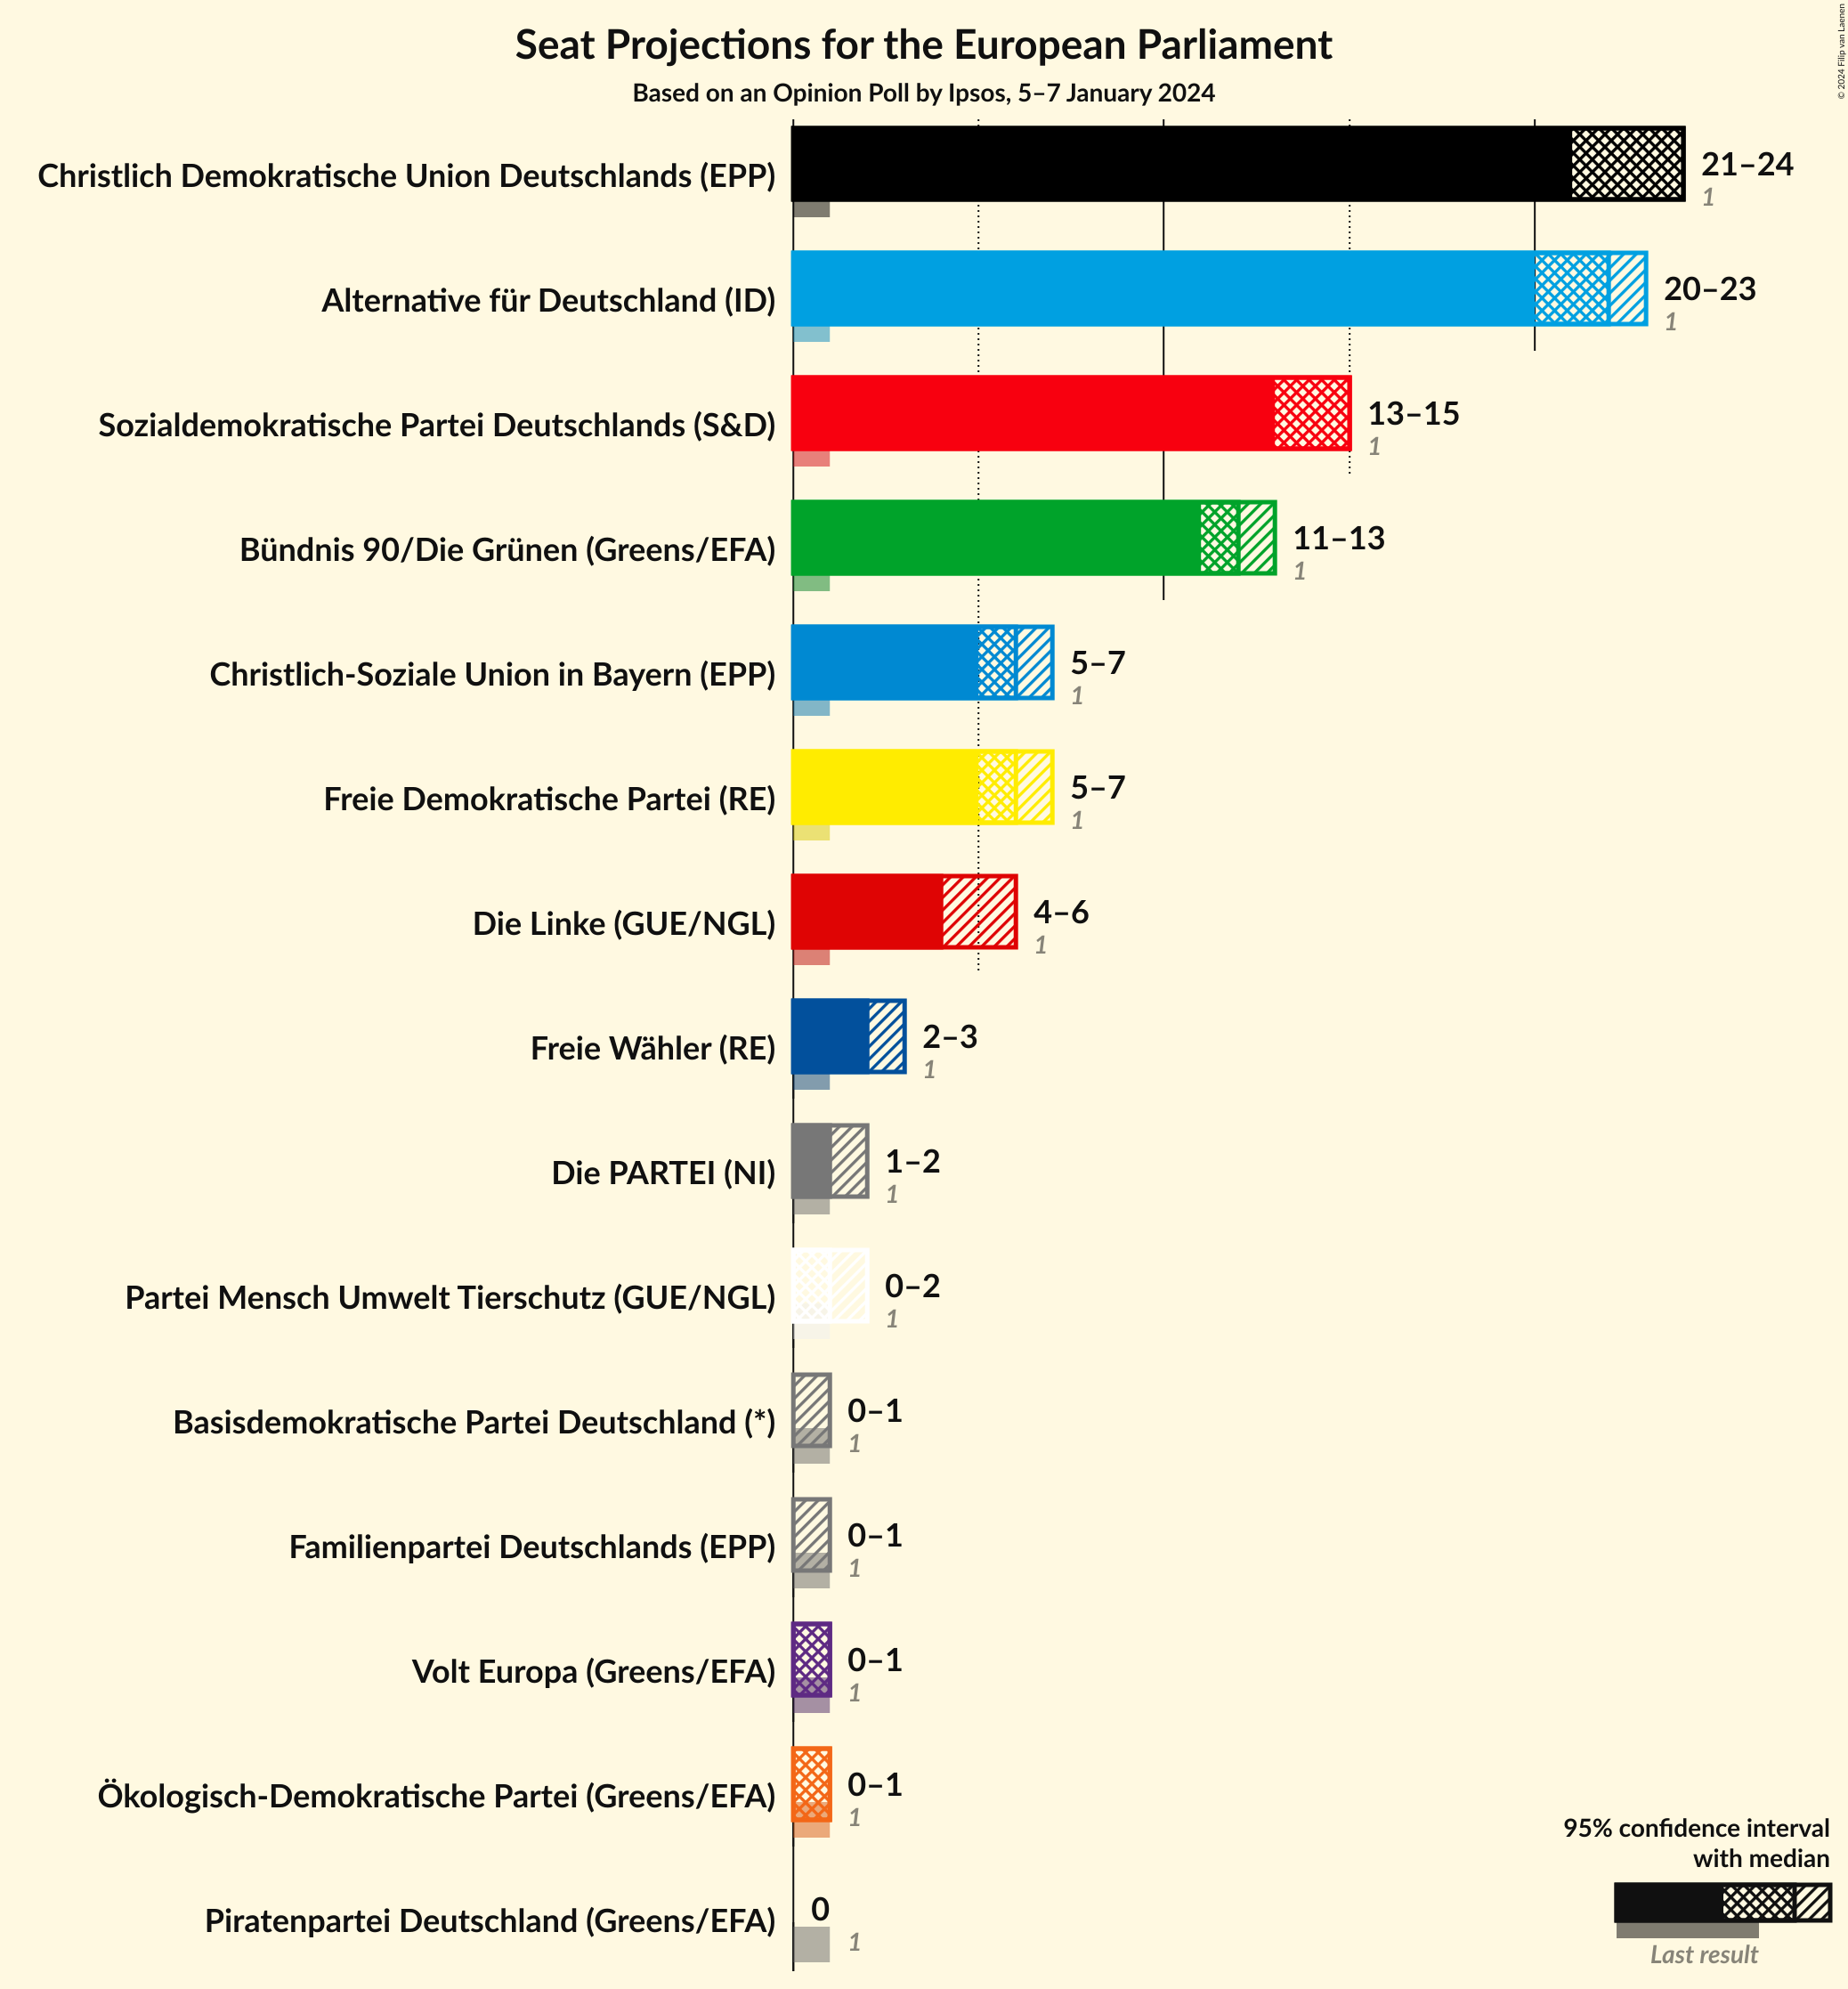 Seat Projections for the European Parliament
Based on an Opinion Poll by Ipsos, 5–7 January 2024
© 2024 Filip van Laenen
Christlich Demokratische Union Deutschlands (EPP)
21–24
1
Alternative für Deutschland (ID)
20–23
1
Sozialdemokratische Partei Deutschlands (S&D)
13–15
1
Bündnis 90/Die Grünen (Greens/EFA)
11–13
1
Christlich-Soziale Union in Bayern (EPP)
5–7
1
Freie Demokratische Partei (RE)
5–7
1
Die Linke (GUE/NGL)
4–6
1
Freie Wähler (RE)
2–3
1
Die PARTEI (NI)
1–2
1
Partei Mensch Umwelt Tierschutz (GUE/NGL)
0–2
1
Basisdemokratische Partei Deutschland (*)
0–1
1
Familienpartei Deutschlands (EPP)
0–1
1
Volt Europa (Greens/EFA)
0–1
1
Ökologisch-Demokratische Partei (Greens/EFA)
0–1
1
Piratenpartei Deutschland (Greens/EFA)
0
1
95% confidence interval
with median
Last result